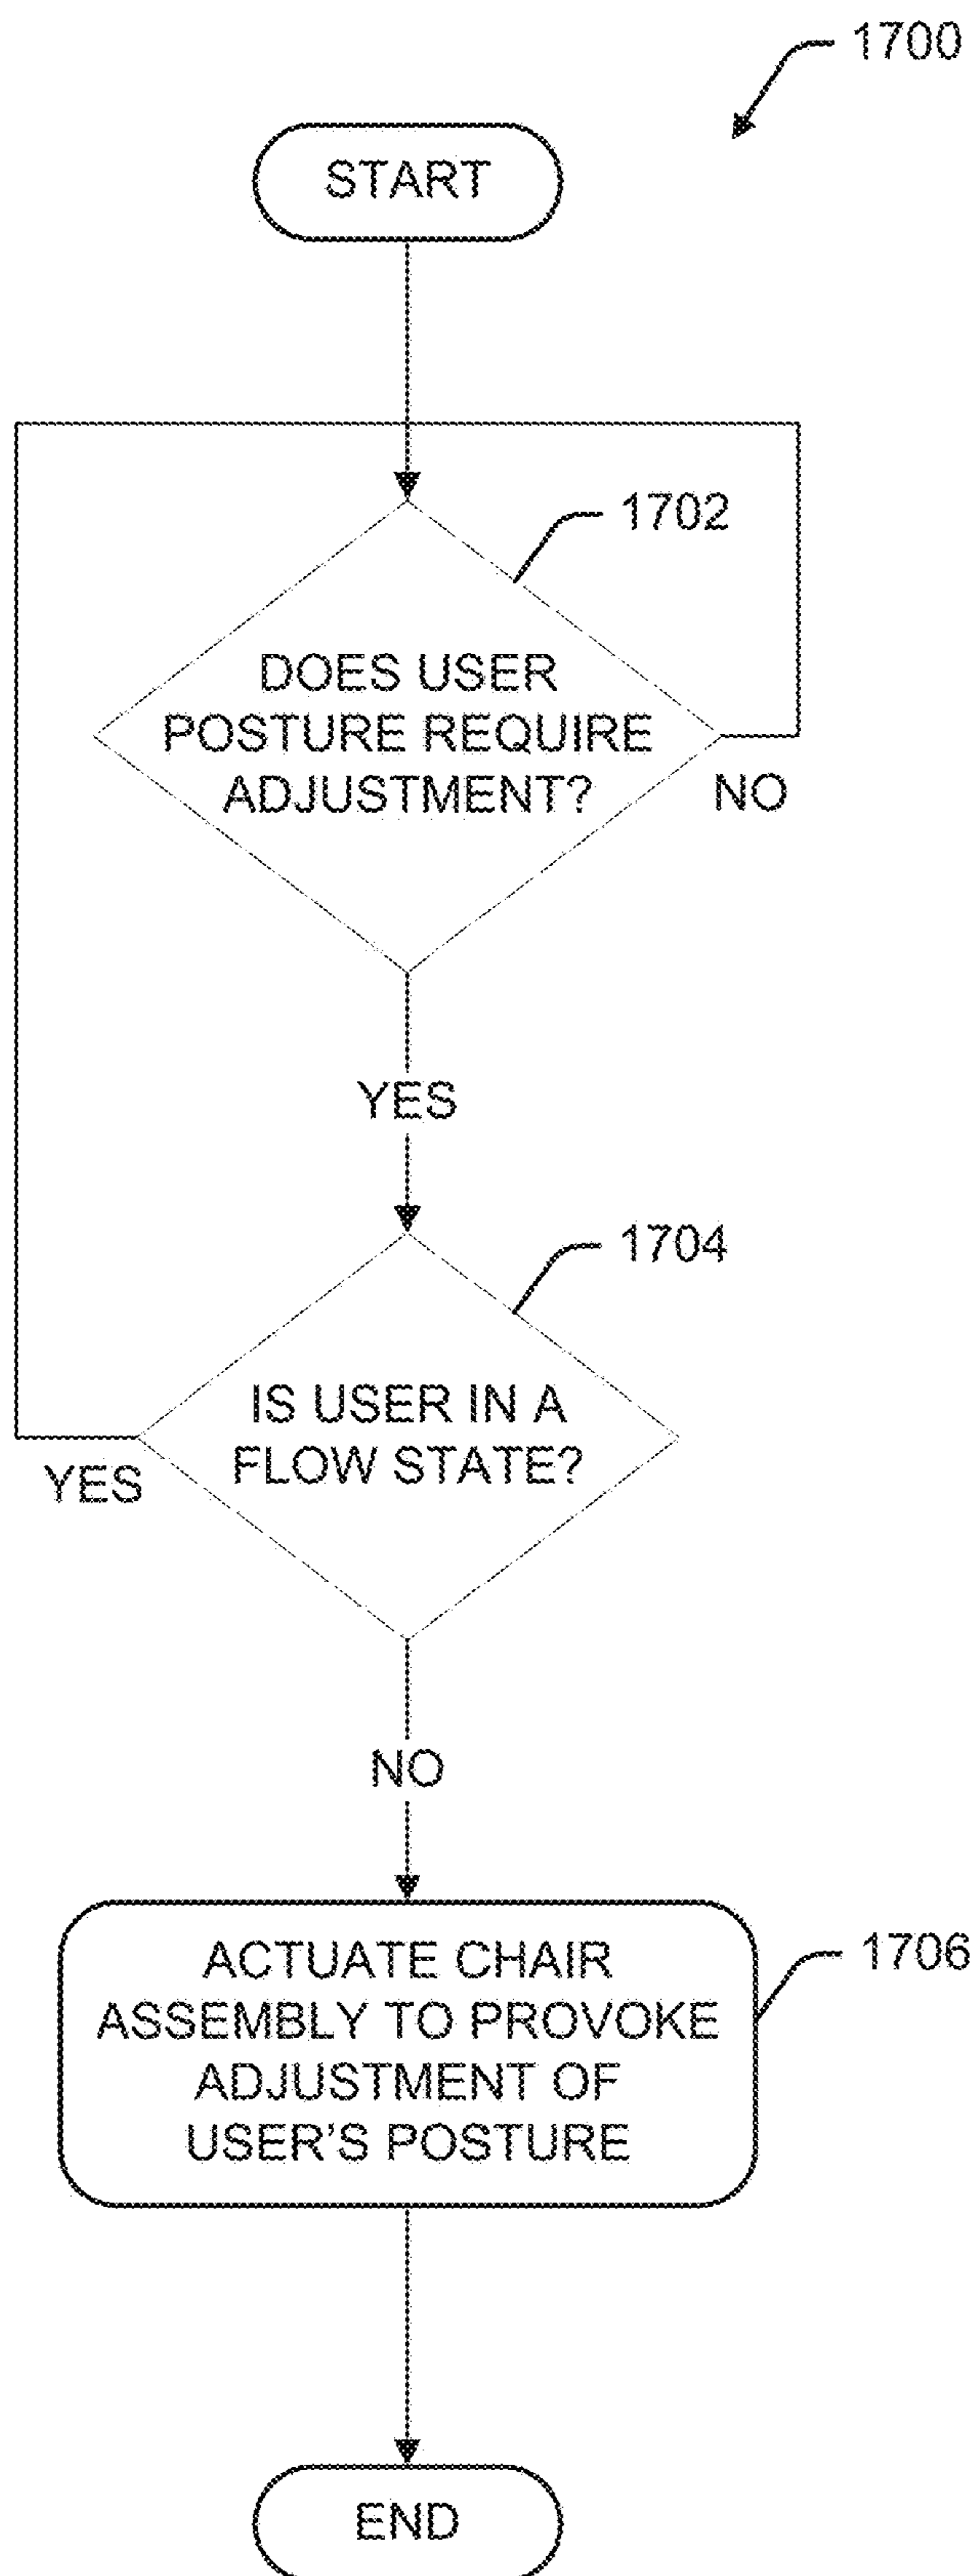 1700
START
1702
DOES USER
POSTURE REQUIRE
ADJUSTMENT?
NO
YES
1704
IS USER IN A
FLOW STATE?
YES
NO
ACTUATE CHAIR
ASSEMBLY TO PROVOKE
ADJUSTMENT OF
USER'S POSTURE
1706
END